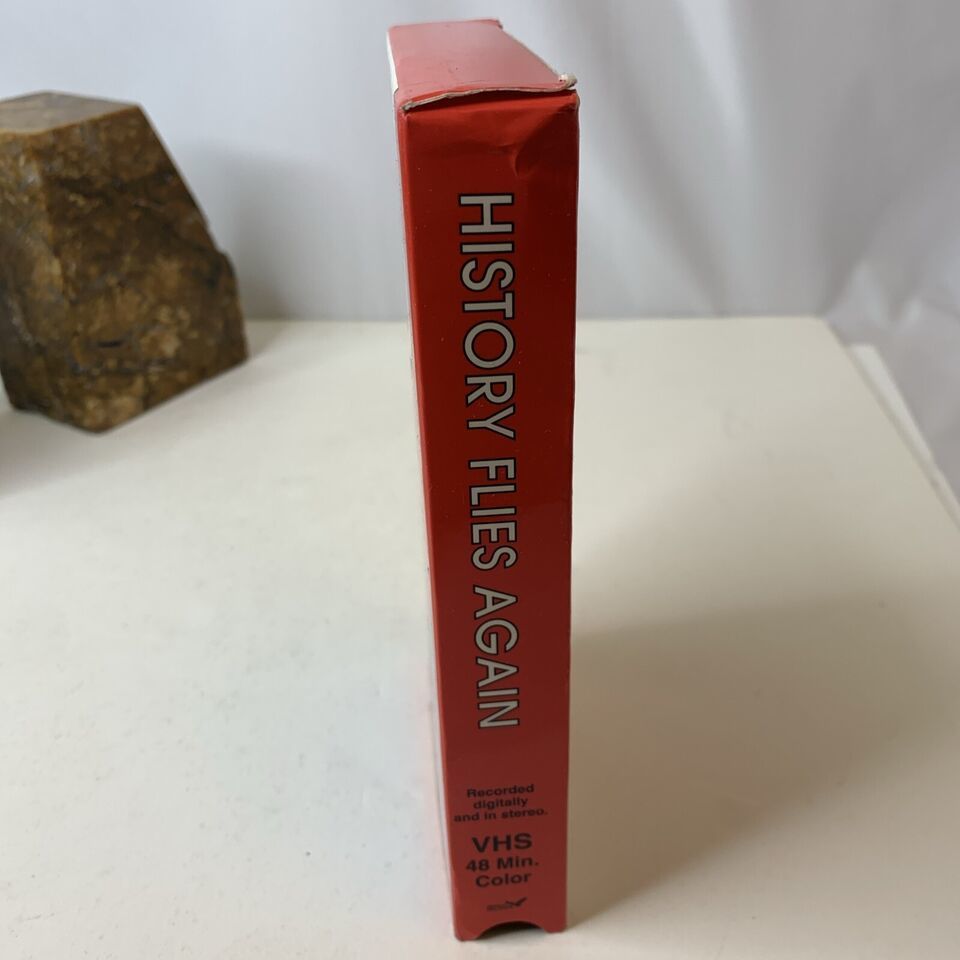 HISTORY FLIES AGAIN
Recorded
digitally
and in stereo.
VHS
48 Min.
Color